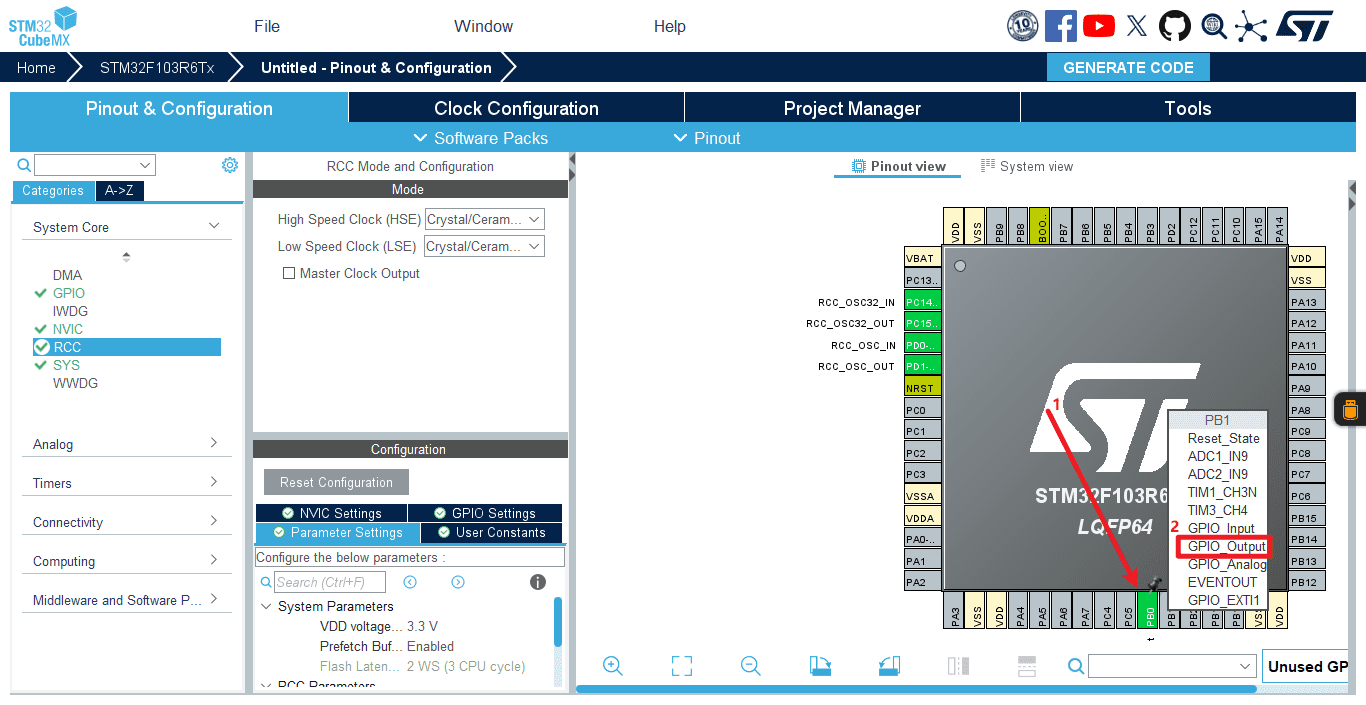 STM32
CubeMX
File
Window
Help
10
ST
Home
STM32F103R6Tx
Untitled - Pinout & Configuration
GENERATE CODE
Pinout & Configuration
Clock Configuration
Project Manager
Tools
Software Packs
Pinout
Categories
A->Z
System Core
DMA
GPIO
IWDG
NVIC
RCC
SYS
WWDG
Analog
Timers
Connectivity
Computing
Middleware and Software P...
RCC Mode and Configuration
Mode
High Speed Clock (HSE) Crystal/Ceram...
Low Speed Clock (LSE) Crystal/Ceram...
Master Clock Output
Configuration
Reset Configuration
NVIC Settings
GPIO Settings
Parameter Settings
User Constants
Configure the below parameters :
Search (Ctrl+F)
System Parameters
VDD voltage... 3.3 V
Prefetch Buf... Enabled
Flash Laten... 2 WS (3 CPU cycle)
RCC Parameters
Pinout view
System view
VDD
VSS
PB9
PB8
BOO..
PB7
PB6
PB5
PB4
PB3
PD2
PC12
PC11
PC10
PA15
PA14
VBAT
PC13..
RCC_OSC32_IN PC14..
RCC_OSC32_OUT PC15..
RCC_OSC_IN PD0-..
RCC_OSC_OUT PD1-..
NRST
PC0
PC1
PC2
PC3
VSSA
VDDA
PA0-..
PA1
PA2
VDD
VSS
PA13
PA12
PA11
PA10
PA9
PA8
PC9
PC8
PC7
PC6
PB15
PB14
PB13
PB12
ST
STM32F103R6
LQFP64
1
2
PB1
Reset_State
ADC1_IN9
ADC2_IN9
TIM1_CH3N
TIM3_CH4
GPIO_Input
GPIO_Output
GPIO_Analog
EVENTOUT
GPIO_EXTI1
PA3
VSS
VDD
PA4
PA5
PA6
PA7
PC4
PC5
PB0
VSS
VDD
Unused GP